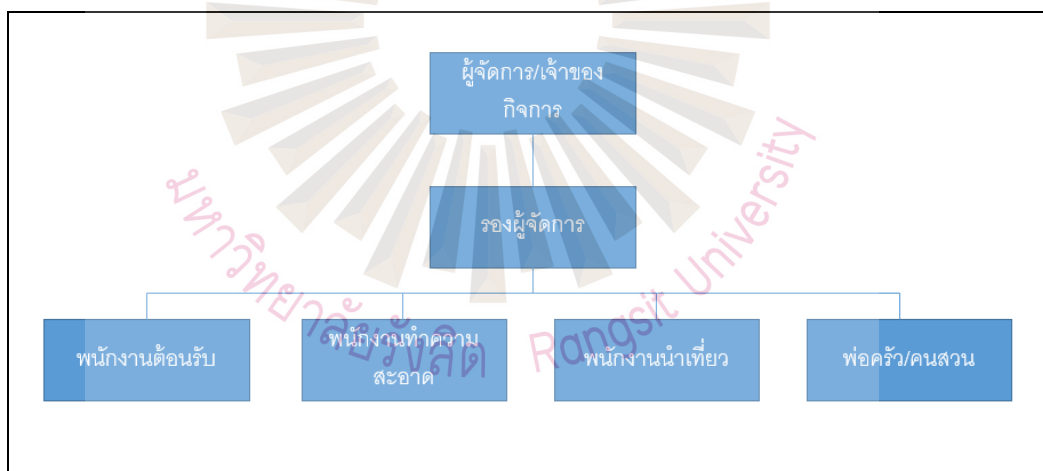 ผู้จัดการ/เจ้าของ
กิจการ
รองผู้จัดการ
พนักงานต้อนรับ
พนักงานทำความ
สะอาด
พนักงานนำเที่ยว
พ่อครัว/คนสวน
มหาวิทยาลัยรังสิต Rangsit University